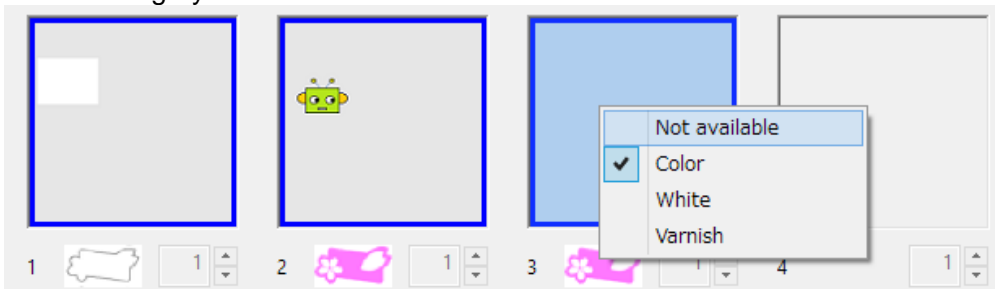 Not available
Color
White
Varnish
1 1 2 1 3 1 4 1